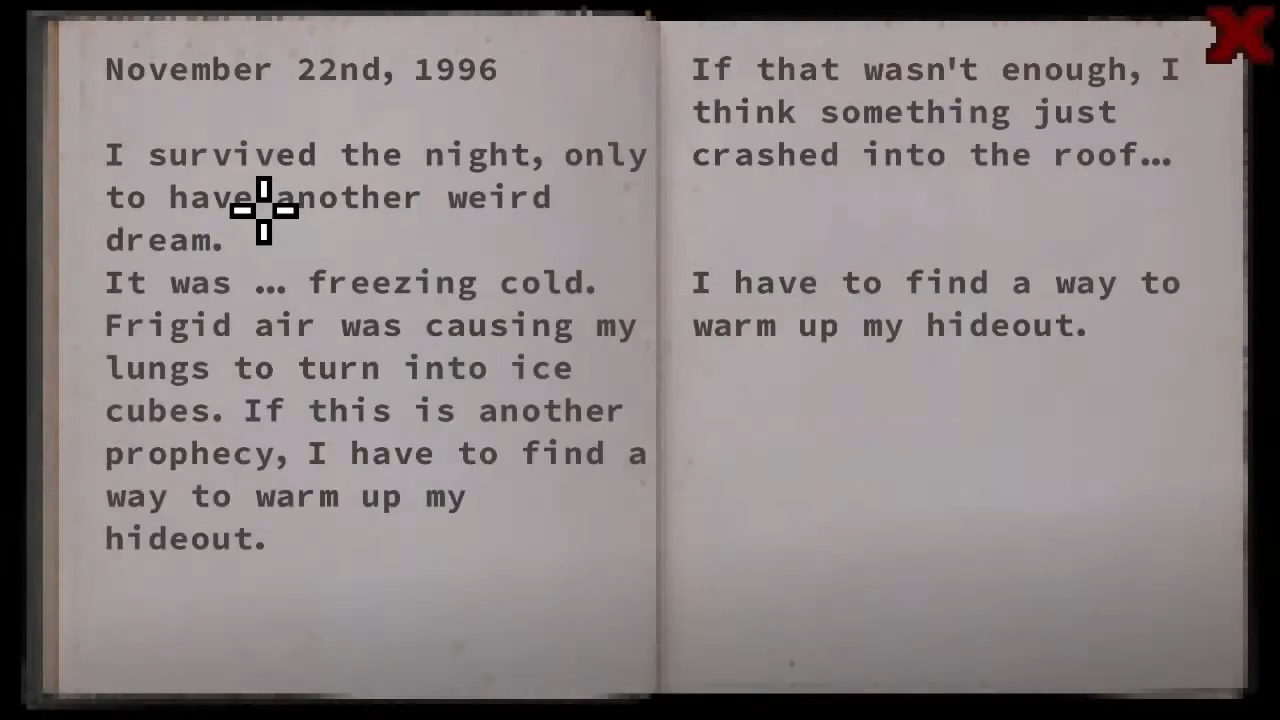 November 22nd, 1996
I survived the night, only
to have another weird
dream.
It was … freezing cold.
Frigid air was causing my
lungs to turn into ice
cubes. If this is another
prophecy, I have to find a
way to warm up my
hideout.
If that wasn't enough, I
think something just
crashed into the roof…
I have to find a way to
warm up my hideout.